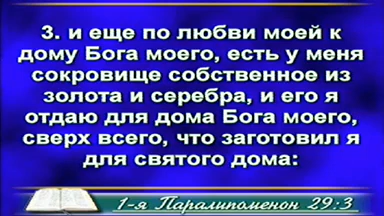 3. и еще по любви моей к
дому Бога моего, есть у меня
сокровище собственное из
золота и серебра, и его я
отдаю для дома Бога моего,
сверх всего, что заготовил я
для святого дома:
1-я Паралипоменон 29:3